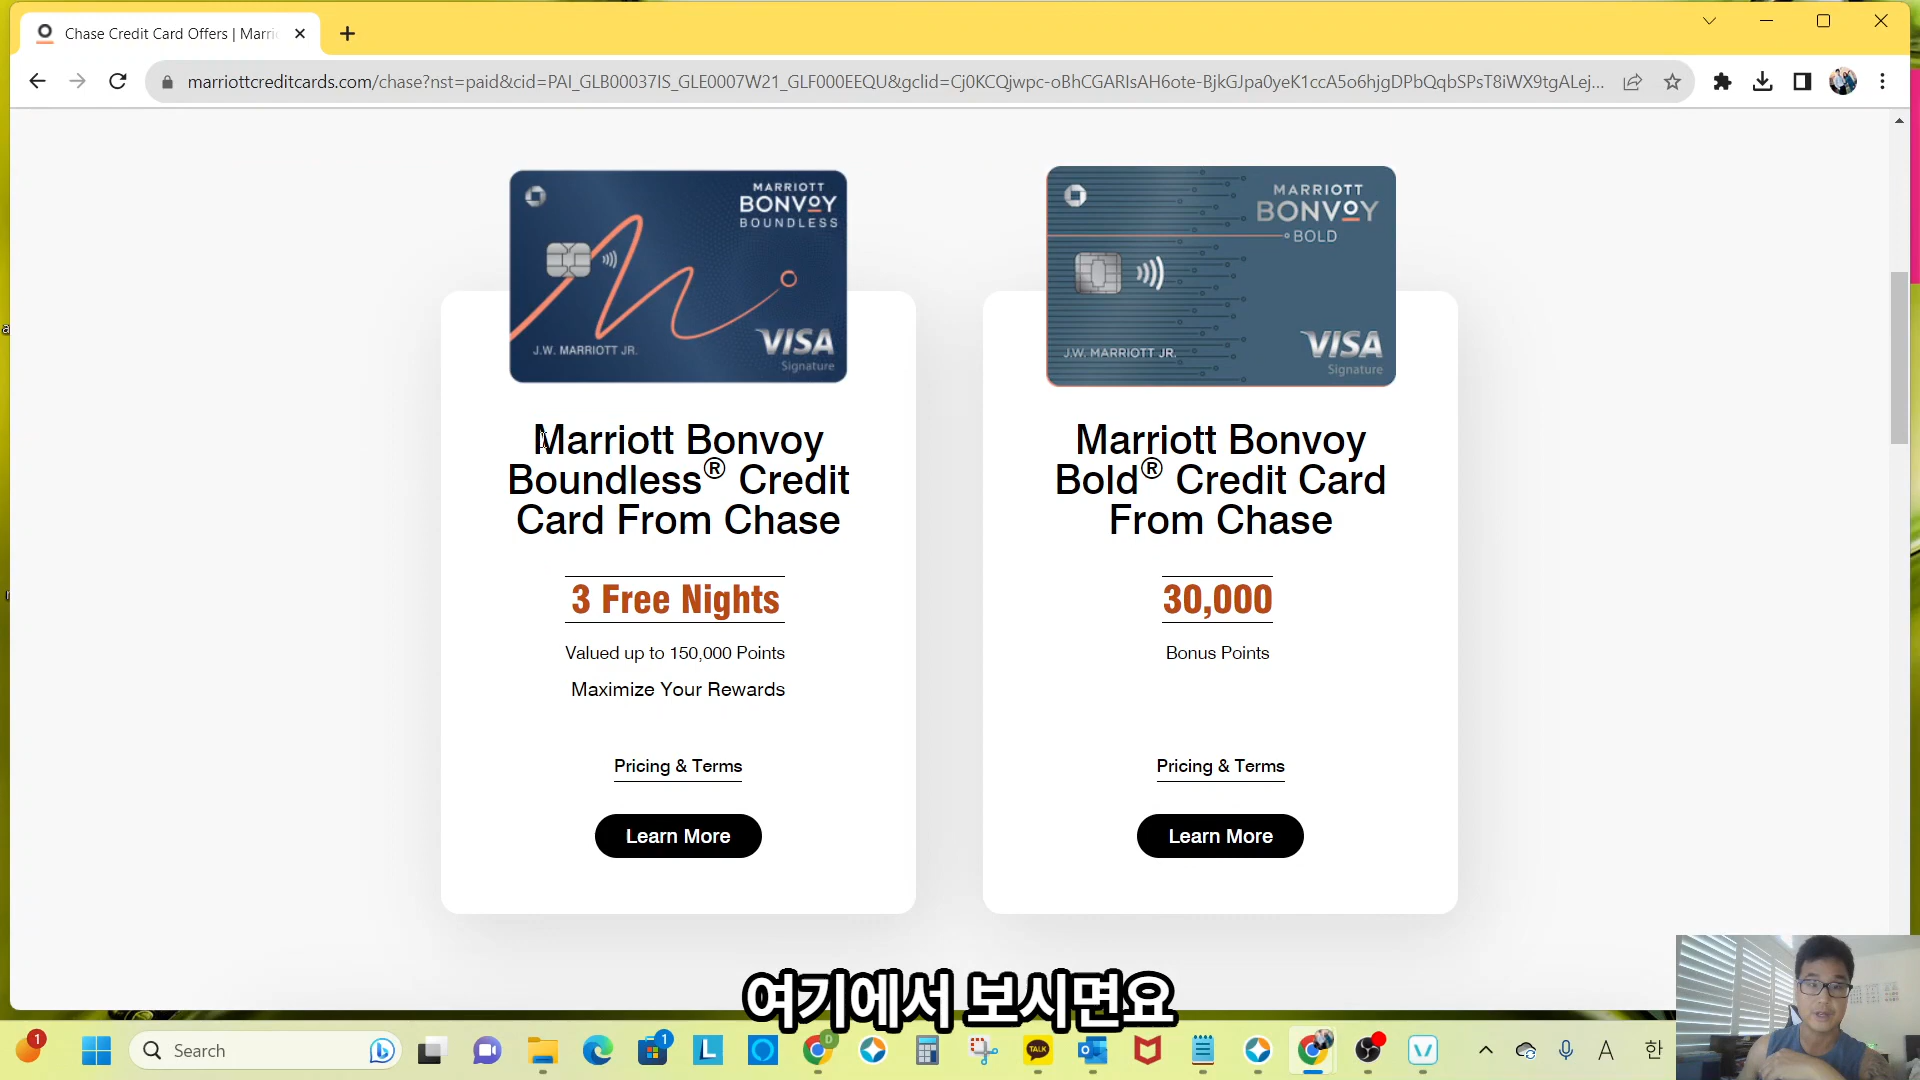 Chase Credit Card Offers | Marri
marriottcreditcards.com/chase?nst=paid&cid=PAI_GLB00037IS_GLE0007W21_GLF000EEQU&gclid=Cj0KCQjwpc-oBhCGARIsAH6ote-BjkGJpa0yeK1ccA5o6hjgDPbQqbSPsT8iWX9tgALej...
MARRIOTT
BONVOY
BOUNDLESS
J.W. MARRIOTT JR.
VISA
Signature
MARRIOTT
BONVOY
BOLD
J.W. MARRIOTT JR.
VISA
Signature
Marriott Bonvoy
Boundless® Credit
Card From Chase
3 Free Nights
Valued up to 150,000 Points
Maximize Your Rewards
Pricing & Terms
Learn More
Marriott Bonvoy
Bold® Credit Card
From Chase
30,000
Bonus Points
Pricing & Terms
Learn More
여기에서 보시면요
1
Search
1
L
D
TALK
A
한